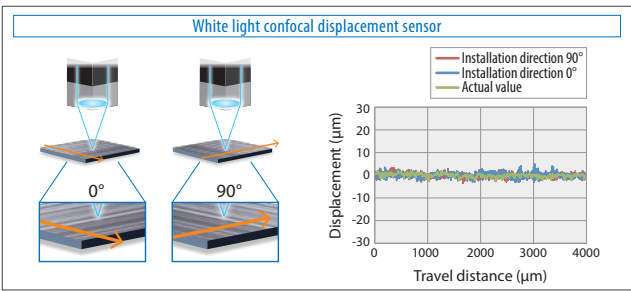 White light confocal displacement sensor
0°
90°
Installation direction 90°
Installation direction 0°
Actual value
Displacement (μm)
30
20
10
0
-10
-20
-30
0
1000
2000
3000
4000
Travel distance (μm)